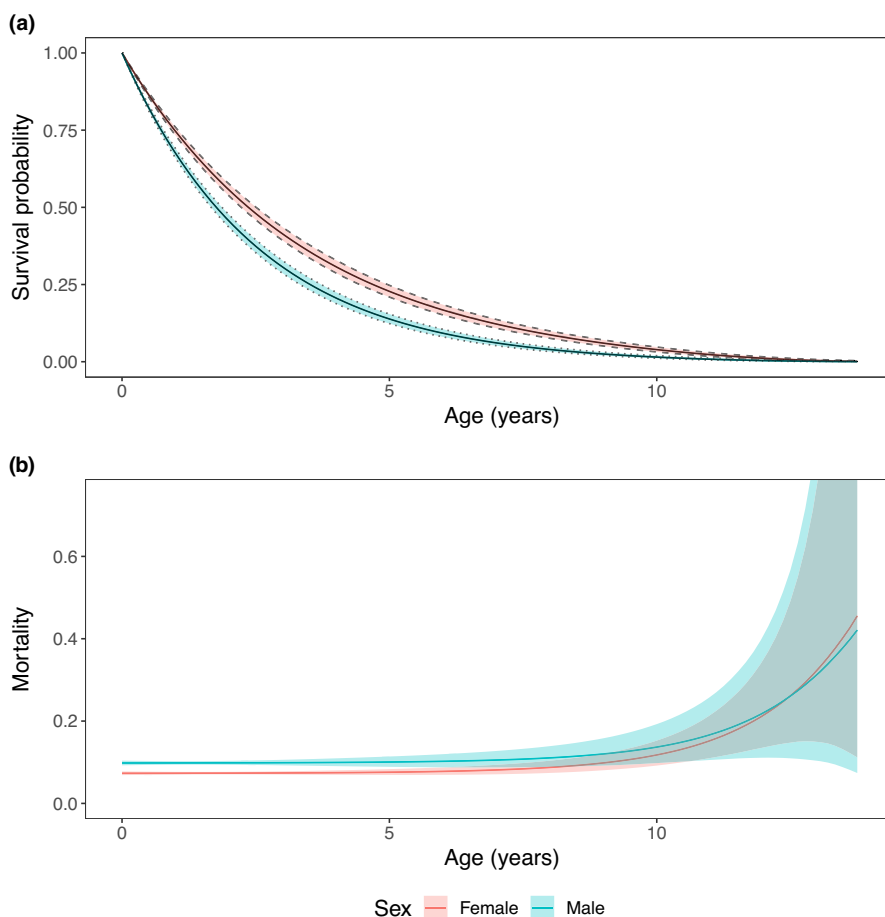 (a)
1.00
0.75
0.50
0.25
0.00
Survival probability
0 5 10
Age (years)
(b)
0.6
0.4
0.2
0.0
Mortality
0 5 10
Age (years)
Sex Female Male